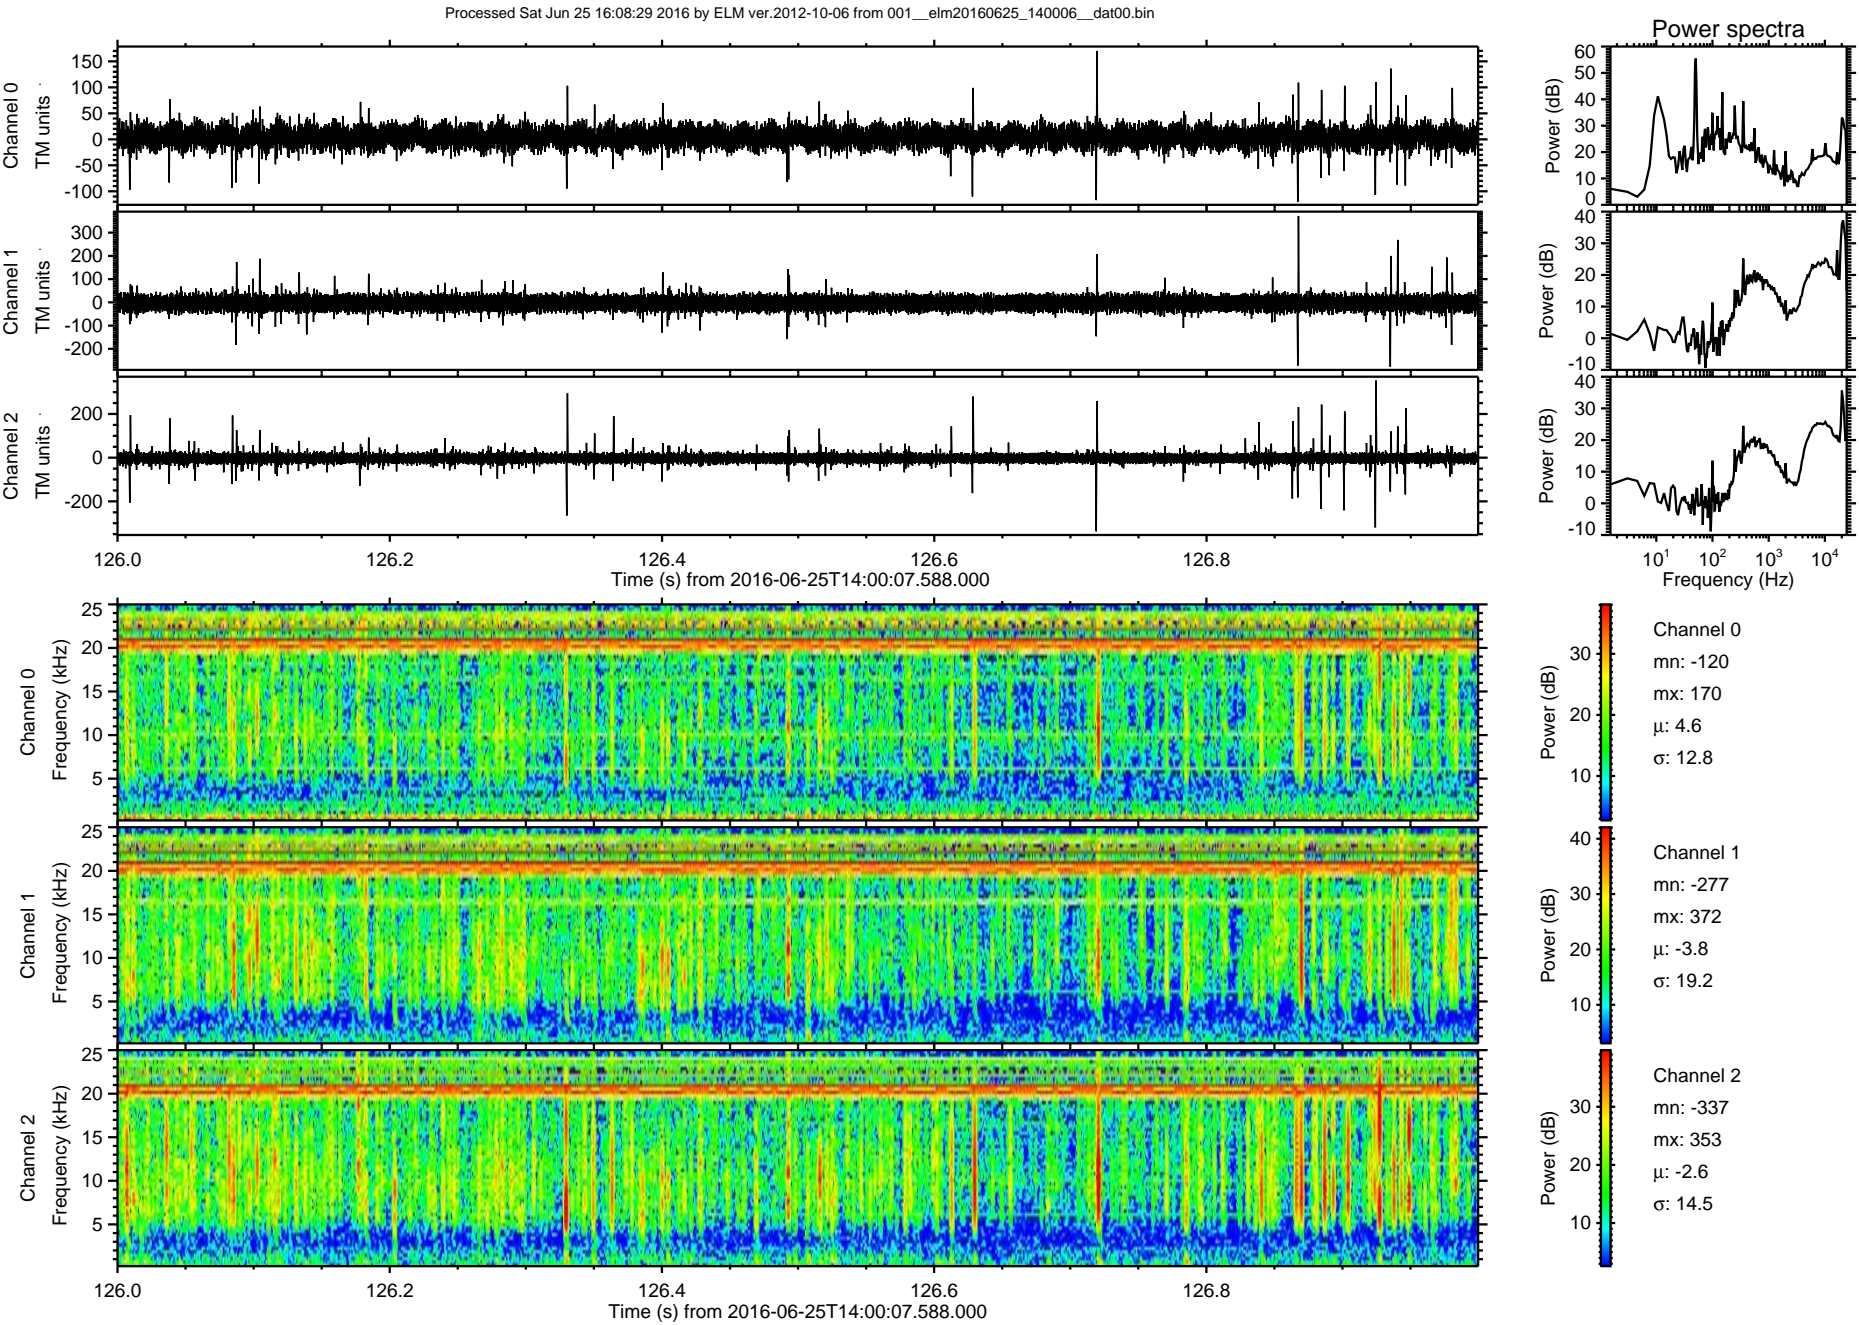 Processed Sat Jun 25 16:08:29 2016 by ELM ver.2012-10-06 from 001__elm20160625_140006__dat00.bin
Power spectra
Channel 0
TM units
150
100
50
0
-50
-100
Power (dB)
60
50
40
30
20
10
0
Channel 1
TM units
300
200
100
0
-100
-200
Power (dB)
40
30
20
10
0
-10
Channel 2
TM units
200
0
-200
Power (dB)
40
30
20
10
0
-10
126.0 126.2 126.4 126.6 126.8
Time (s) from 2016-06-25T14:00:07.588.000
10¹ 10² 10³ 10⁴
Frequency (Hz)
Channel 0
Frequency (kHz)
25
20
15
10
5
Power (dB)
30
20
10
Channel 0
mn: -120
mx: 170
µ: 4.6
σ: 12.8
Channel 1
Frequency (kHz)
25
20
15
10
5
Power (dB)
40
30
20
10
Channel 1
mn: -277
mx: 372
µ: -3.8
σ: 19.2
Channel 2
Frequency (kHz)
25
20
15
10
5
Power (dB)
30
20
10
Channel 2
mn: -337
mx: 353
µ: -2.6
σ: 14.5
126.0 126.2 126.4 126.6 126.8
Time (s) from 2016-06-25T14:00:07.588.000